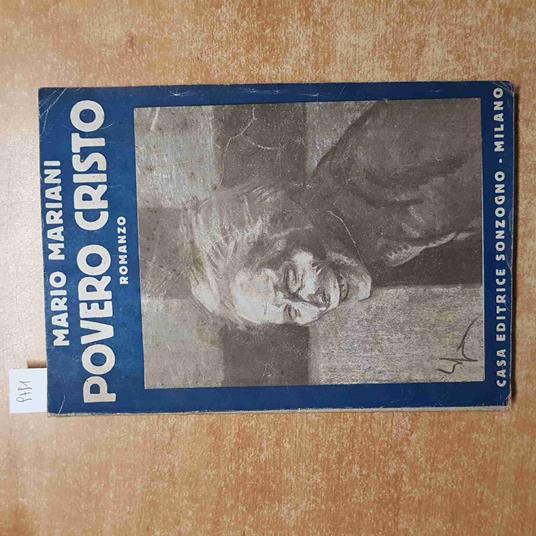 MARIO MARIANI
POVERO CRISTO
ROMANZO
CASA EDITRICE SONZOGNO - MILANO